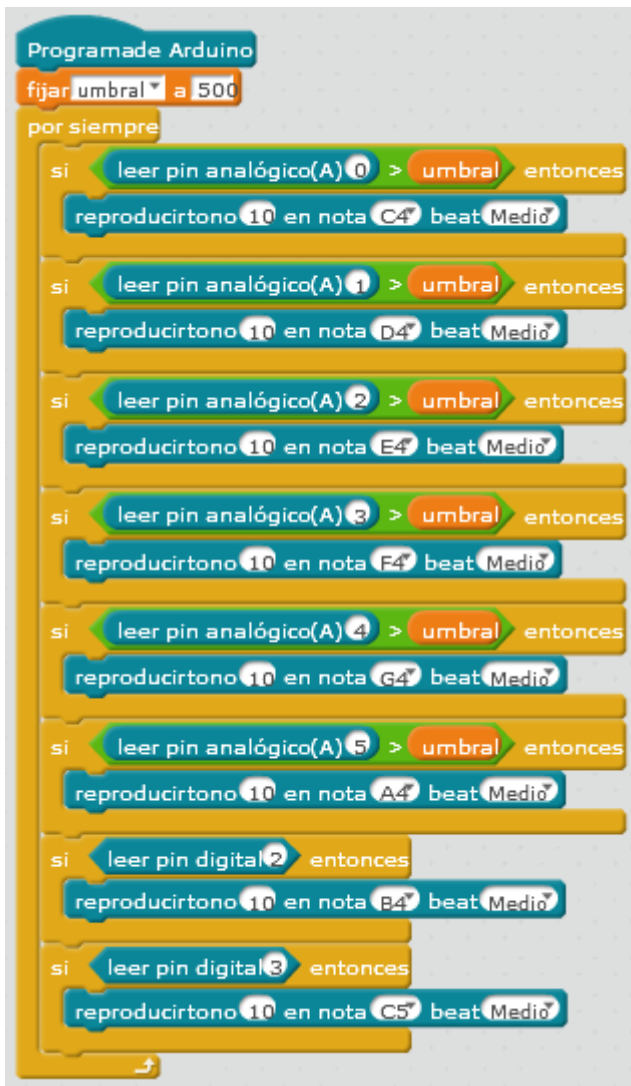 Programade Arduino
fijar umbral a 500
por siempre
si leer pin analógico(A) 0 > umbral entonces
reproducirtono 10 en nota C4 beat Medio
si leer pin analógico(A) 1 > umbral entonces
reproducirtono 10 en nota D4 beat Medio
si leer pin analógico(A) 2 > umbral entonces
reproducirtono 10 en nota E4 beat Medio
si leer pin analógico(A) 3 > umbral entonces
reproducirtono 10 en nota F4 beat Medio
si leer pin analógico(A) 4 > umbral entonces
reproducirtono 10 en nota G4 beat Medio
si leer pin analógico(A) 5 > umbral entonces
reproducirtono 10 en nota A4 beat Medio
si leer pin digital 2 entonces
reproducirtono 10 en nota B4 beat Medio
si leer pin digital 3 entonces
reproducirtono 10 en nota C5 beat Medio